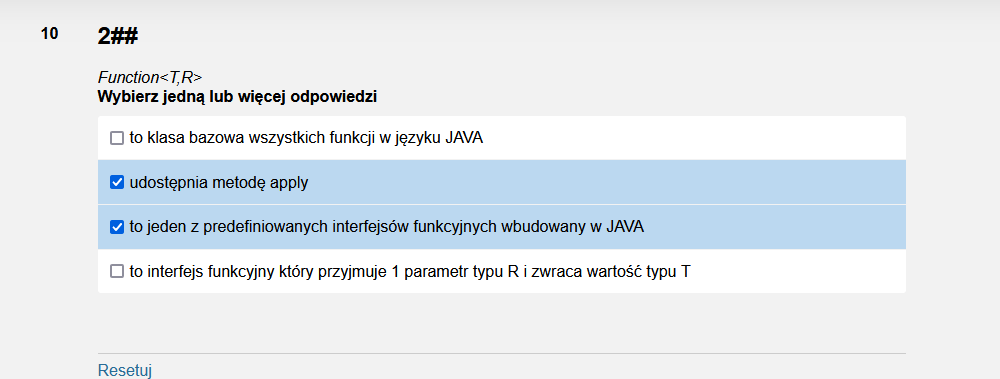 10
2##
Function<T,R>
Wybierz jedną lub więcej odpowiedzi
to klasa bazowa wszystkich funkcji w języku JAVA
udostępnia metodę apply
to jeden z predefiniowanych interfejsów funkcyjnych wbudowany w JAVA
to interfejs funkcyjny który przyjmuje 1 parametr typu R i zwraca wartość typu T
Resetuj